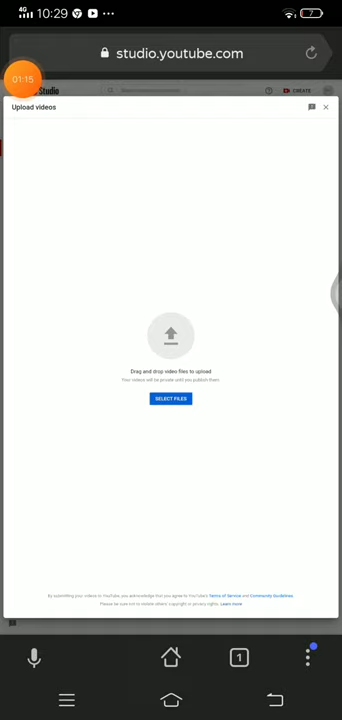 4G 10:29 7
studio.youtube.com
01:15
Studio
CREATE
Upload videos
Drag and drop video files to upload
Your videos will be private until you publish them.
SELECT FILES
By submitting your videos to YouTube, you acknowledge that you agree to YouTube's Terms of Service and Community Guidelines.
Please be sure not to violate others' copyright or privacy rights. Learn more
1